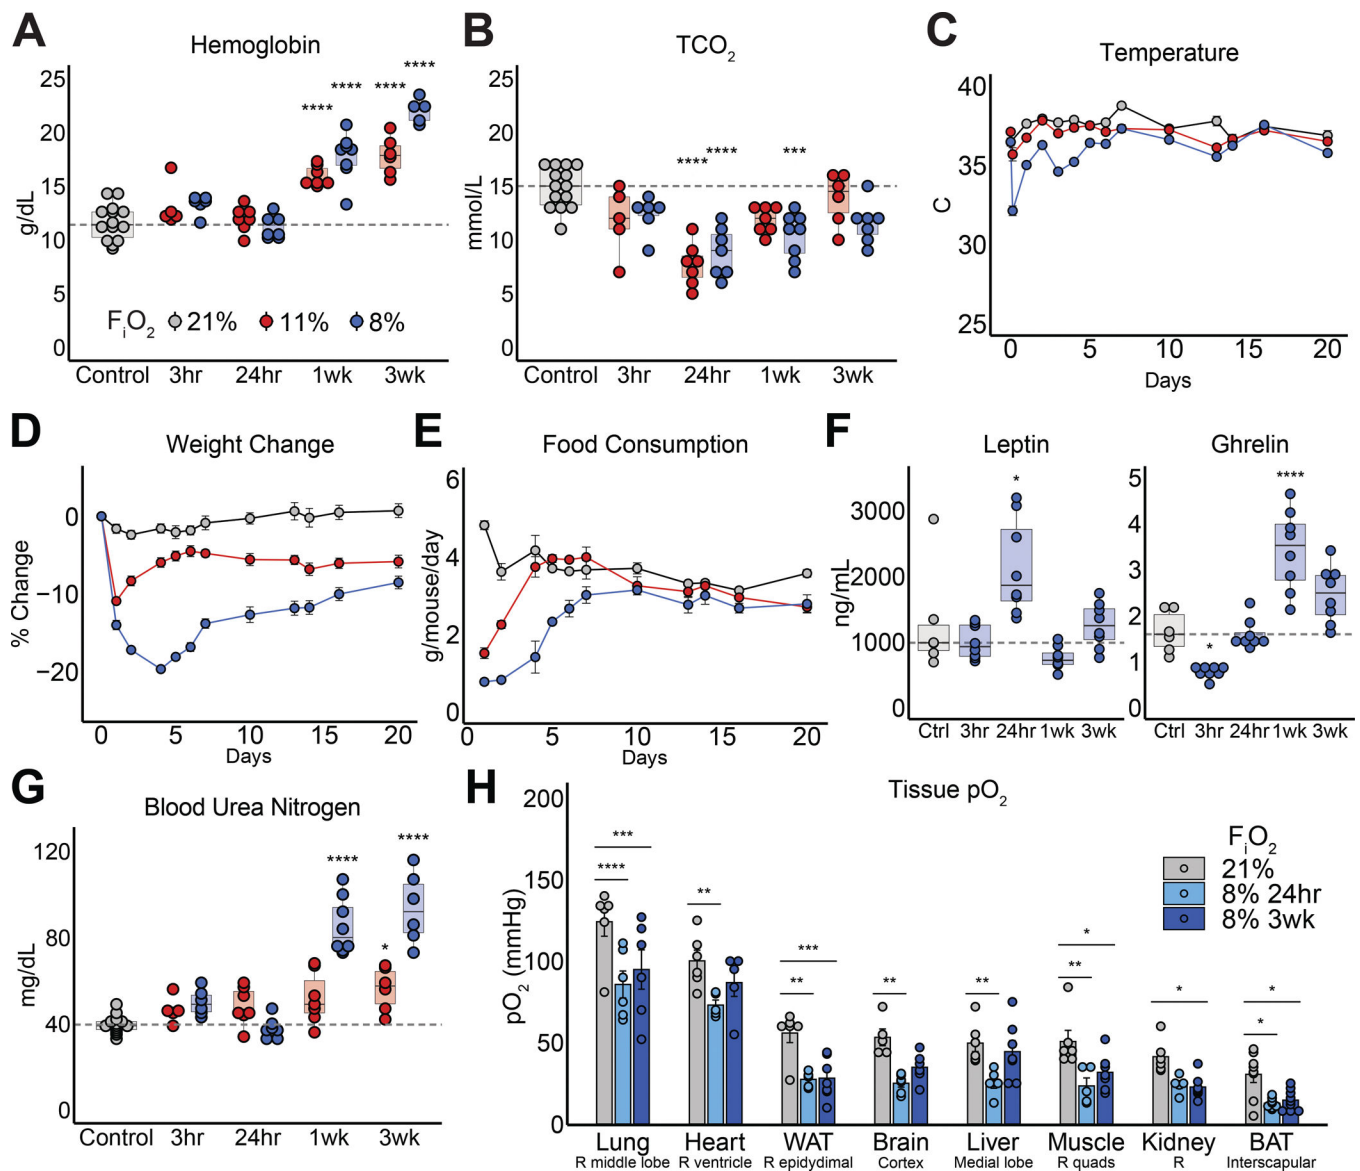 A
Hemoglobin
g/dL
25
20
15
10
5
0
****
****
****
****
FiO2 21% 11% 8%
Control 3hr 24hr 1wk 3wk
B
TCO2
mmol/L
25
20
15
10
5
0
****
****
***
Control 3hr 24hr 1wk 3wk
C
Temperature
C
40
35
30
25
0 5 10 15 20
Days
D
Weight Change
% Change
0
−10
−20
0 5 10 15 20
Days
E
Food Consumption
g/mouse/day
6
4
2
0
0 5 10 15 20
Days
F
Leptin
ng/mL
3000
2000
1000
0
*
Ctrl 3hr 24hr 1wk 3wk
Ghrelin
5
4
3
2
1
0
*
****
Ctrl 3hr 24hr 1wk 3wk
G
Blood Urea Nitrogen
mg/dL
120
80
40
0
****
*
****
Control 3hr 24hr 1wk 3wk
H
Tissue pO2
pO2 (mmHg)
200
150
100
50
0
FiO2
21%
8% 24hr
8% 3wk
***
****
**
***
**
**
**
*
**
*
*
*
Lung Heart WAT Brain Liver Muscle Kidney BAT
R middle lobe R ventricle R epidydimal Cortex Medial lobe R quads R Interscapular